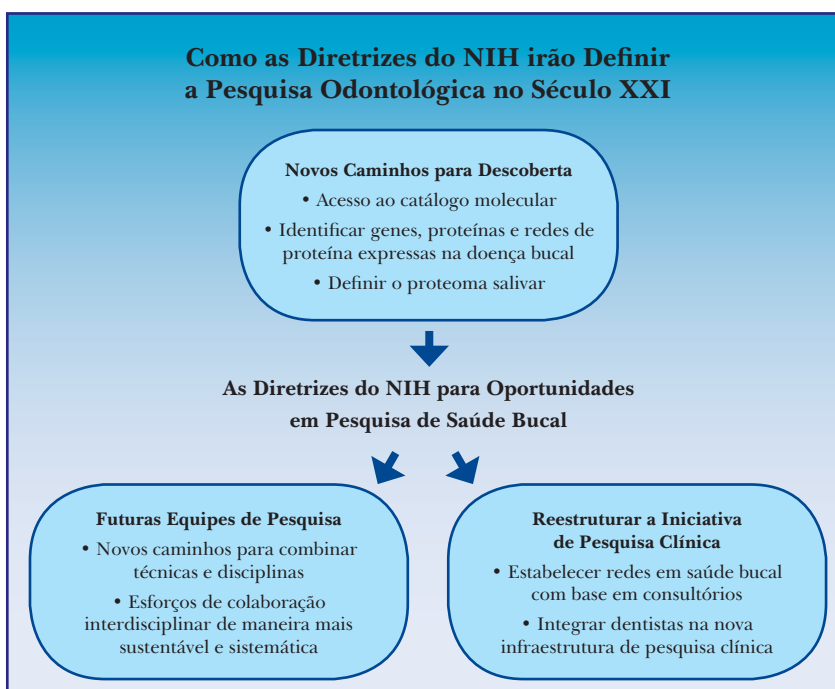 Como as Diretrizes do NIH irão Definir
a Pesquisa Odontológica no Século XXI
Novos Caminhos para Descoberta
• Acesso ao catálogo molecular
• Identificar genes, proteínas e redes de
proteína expressas na doença bucal
• Definir o proteoma salivar
As Diretrizes do NIH para Oportunidades
em Pesquisa de Saúde Bucal
Futuras Equipes de Pesquisa
• Novos caminhos para combinar
técnicas e disciplinas
• Esforços de colaboração
interdisciplinar de maneira mais
sustentável e sistemática
Reestruturar a Iniciativa
de Pesquisa Clínica
• Estabelecer redes em saúde bucal
com base em consultórios
• Integrar dentistas na nova
infraestrutura de pesquisa clínica